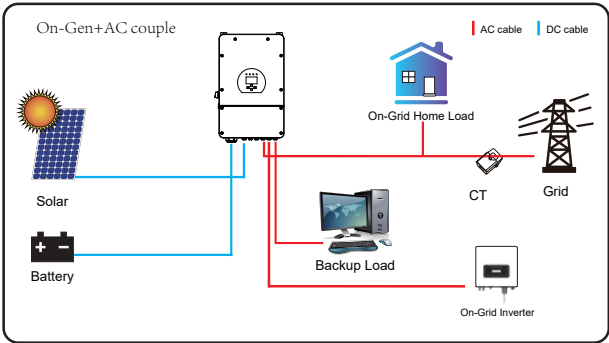 On-Gen+AC couple
AC cable
DC cable
On-Grid Home Load
Solar
CT
Grid
Battery
Backup Load
On-Grid Inverter